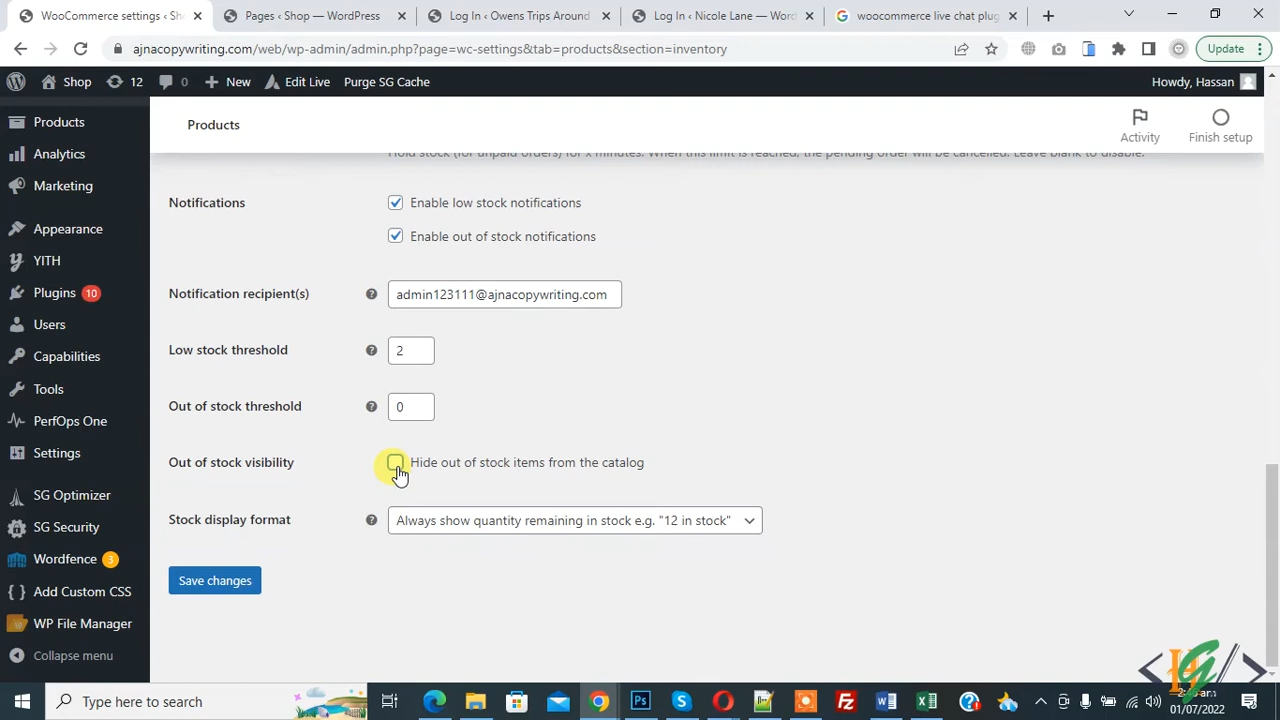 WooCommerce settings ‹ Sh
Pages ‹ Shop — WordPress
Log In ‹ Owens Trips Around
Log In ‹ Nicole Lane — Word
woocommerce live chat plug
ajnacopywriting.com/web/wp-admin/admin.php?page=wc-settings&tab=products&section=inventory
Update
Shop
12
0
New
Edit Live
Purge SG Cache
Howdy, Hassan
Products
Activity
Finish setup
Products
Analytics
Marketing
Appearance
YITH
Plugins 10
Users
Capabilities
Tools
PerfOps One
Settings
SG Optimizer
SG Security
Wordfence 3
Add Custom CSS
WP File Manager
Collapse menu
Hold stock (for unpaid orders) for x minutes. When this limit is reached, the pending order will be cancelled. Leave blank to disable.
Notifications
Enable low stock notifications
Enable out of stock notifications
Notification recipient(s)
admin123111@ajnacopywriting.com
Low stock threshold
2
Out of stock threshold
0
Out of stock visibility
Hide out of stock items from the catalog
Stock display format
Always show quantity remaining in stock e.g. "12 in stock"
Save changes
Type here to search
01/07/2022